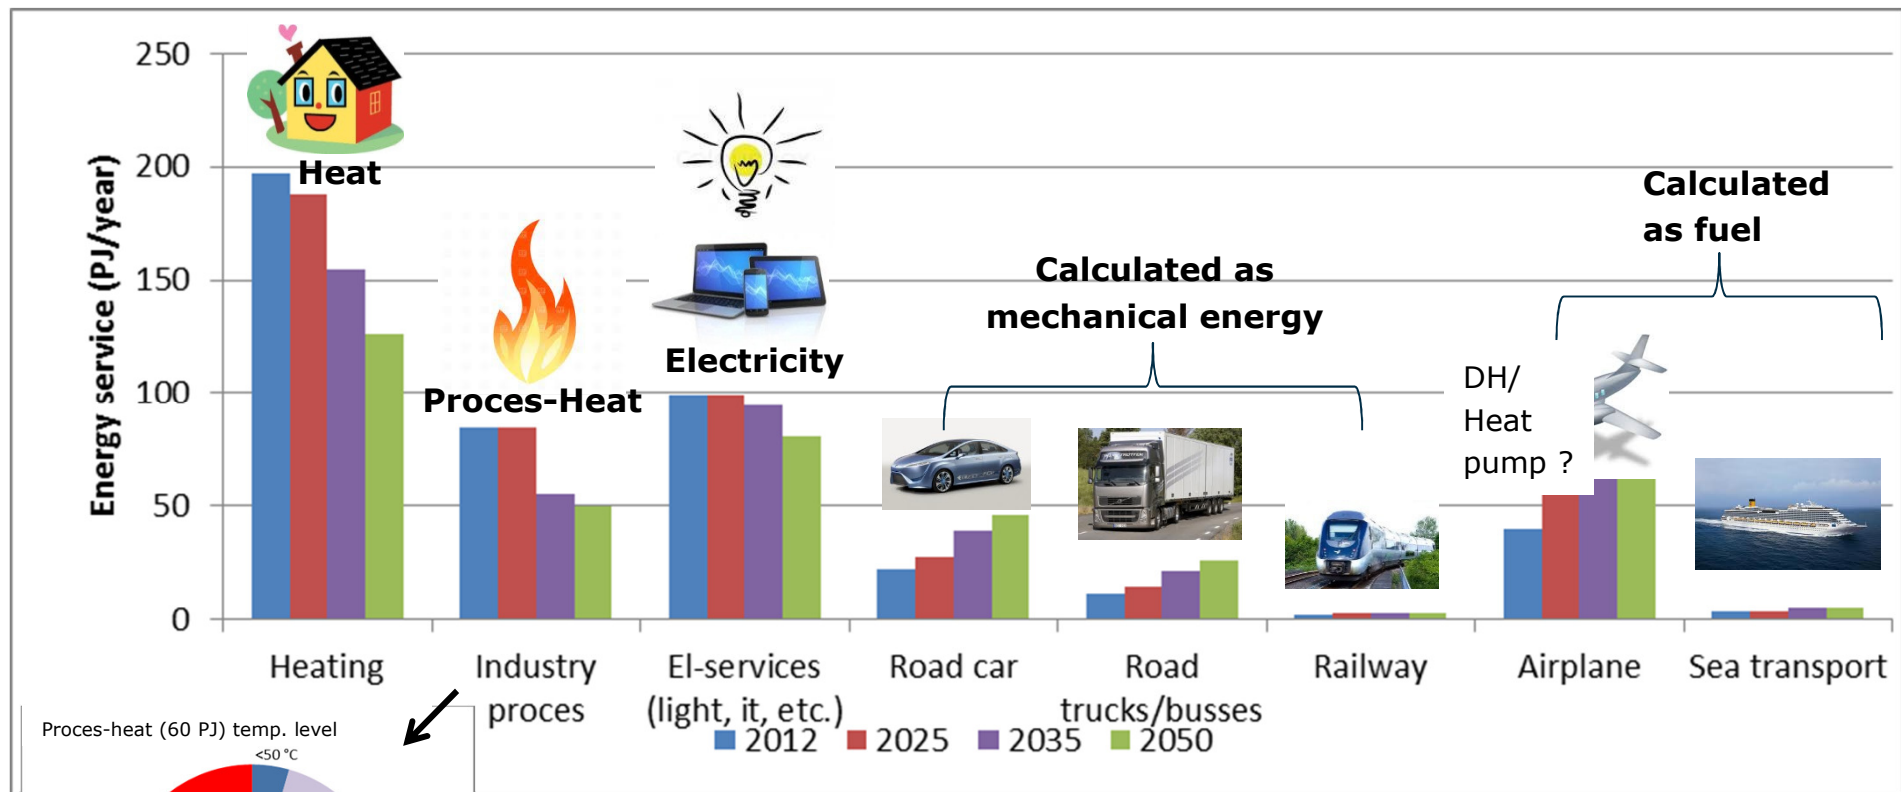 250
200
150
100
50
0
Energy service (PJ/year)
Heat
Proces-Heat
Electricity
Calculated as
mechanical energy
Calculated
as fuel
DH/
Heat
pump ?
Heating
Industry
proces
El-services
(light, it, etc.)
Road car
Road
trucks/busses
Railway
Airplane
Sea transport
2012
2025
2035
2050
Proces-heat (60 PJ) temp. level
<50 °C